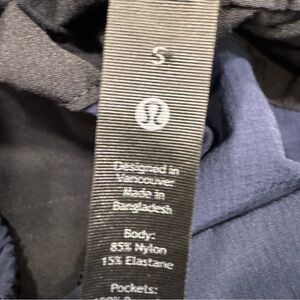 S
Designed in
Vancouver
Made in
Bangladesh
Body:
85% Nylon
15% Elastane
Pockets: